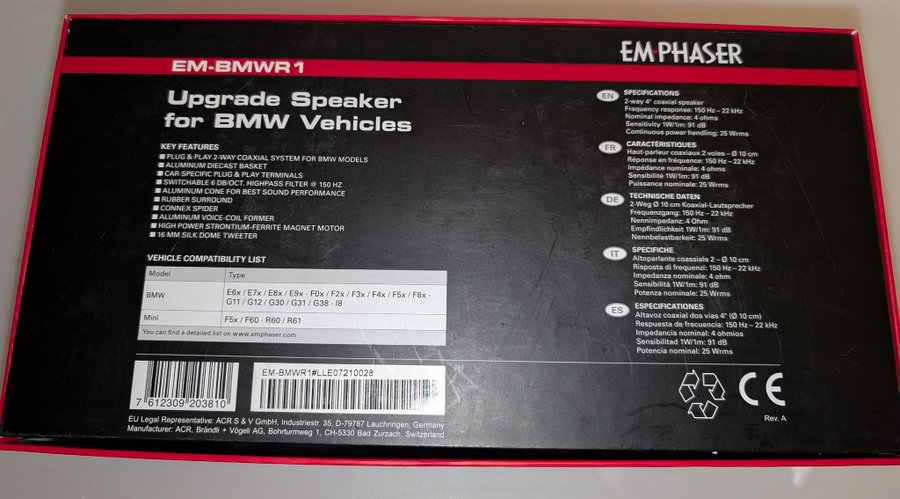 EM·PHASER
EM-BMWR1
Upgrade Speaker
for BMW Vehicles
KEY FEATURES
■ PLUG & PLAY 2-WAY COAXIAL SYSTEM FOR BMW MODELS
■ ALUMINUM DIECAST BASKET
■ CAR-SPECIFIC PLUG & PLAY TERMINALS
■ SWITCHABLE 6 DB/OCT. HIGHPASS FILTER @ 150 HZ
■ ALUMINUM CONE FOR BEST SOUND PERFORMANCE
■ RUBBER SURROUND
■ CONNEX SPIDER
■ ALUMINUM VOICE-COIL FORMER
■ HIGH POWER STRONTIUM-FERRITE MAGNET MOTOR
■ 16 MM SILK DOME TWEETER
VEHICLE COMPATIBILITY LIST
Model Type
BMW E6x / E7x / E8x / E9x · F0x / F2x / F3x / F4x / F5x / F8x ·
G11 / G12 / G30 / G31 / G38 · I8
Mini F5x / F60 · R60 / R61
You can find a detailed list on www.emphaser.com
EN SPECIFICATIONS
2-way 4" coaxial speaker
Frequency response: 150 Hz – 22 kHz
Nominal impedance: 4 ohms
Sensitivity 1W/1m: 91 dB
Continuous power handling: 25 Wrms
FR CARACTÉRISTIQUES
Haut-parleur coaxiaux 2 voies – Ø 10 cm
Réponse en fréquence: 150 Hz – 22 kHz
Impédance nominale: 4 ohms
Sensibilité 1W/1m: 91 dB
Puissance nominale: 25 Wrms
DE TECHNISCHE DATEN
2-Weg Ø 10 cm Koaxial-Lautsprecher
Frequenzgang: 150 Hz – 22 kHz
Nennimpedanz: 4 Ohm
Empfindlichkeit 1W/1m: 91 dB
Nennbelastbarkeit: 25 Wrms
IT SPECIFICHE
Altoparlante coassiale 2 – Ø 10 cm
Risposta di frequenzi: 150 Hz – 22 kHz
Impedanza nominale: 4 ohm
Sensibilità 1W/1m: 91 dB
Potenza nominale: 25 Wrms
ES ESPECIFICATIONES
Altavoz coaxial dos vias 4" (Ø 10 cm)
Respuesta de frecuencia: 150 Hz – 22 kHz
Impedancia nominal: 4 ohmios
Sensibilitad 1W/1m: 91 dB
Potencia nominal: 25 Wrms
7 612309 203810
EM-BMWR1#LLE07210028
CE
Rev. A
EU Legal Representative: ACR S & V GmbH, Industriestr. 35, D-79787 Lauchringen, Germany
Manufacturer: ACR, Brändli + Vögeli AG, Bohrturmweg 1, CH-5330 Bad Zurzach, Switzerland